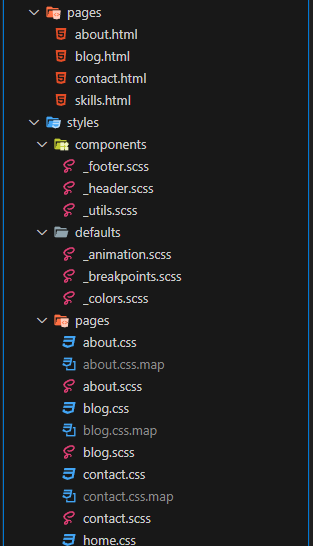 pages
about.html
blog.html
contact.html
skills.html
styles
components
_footer.scss
_header.scss
_utils.scss
defaults
_animation.scss
_breakpoints.scss
_colors.scss
pages
about.css
about.css.map
about.scss
blog.css
blog.css.map
blog.scss
contact.css
contact.css.map
contact.scss
home.css